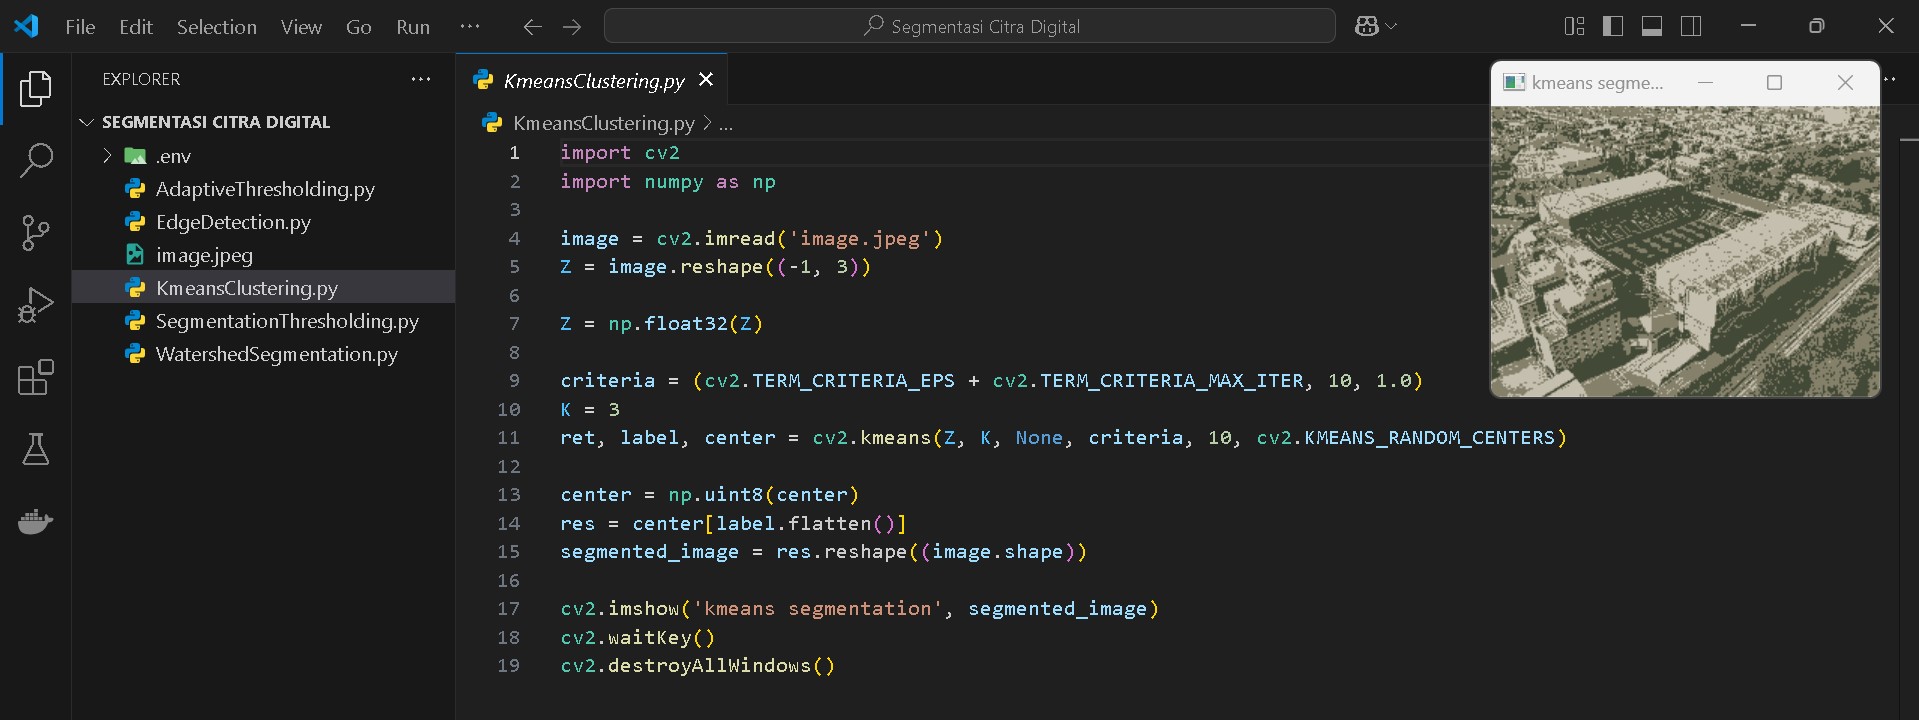 File Edit Selection View Go Run ··· Segmentasi Citra Digital
EXPLORER
SEGMENTASI CITRA DIGITAL
.env
AdaptiveThresholding.py
EdgeDetection.py
image.jpeg
KmeansClustering.py
SegmentationThresholding.py
WatershedSegmentation.py
KmeansClustering.py
KmeansClustering.py > ...
1 import cv2
2 import numpy as np
3
4 image = cv2.imread('image.jpeg')
5 Z = image.reshape((-1, 3))
6
7 Z = np.float32(Z)
8
9 criteria = (cv2.TERM_CRITERIA_EPS + cv2.TERM_CRITERIA_MAX_ITER, 10, 1.0)
10 K = 3
11 ret, label, center = cv2.kmeans(Z, K, None, criteria, 10, cv2.KMEANS_RANDOM_CENTERS)
12
13 center = np.uint8(center)
14 res = center[label.flatten()]
15 segmented_image = res.reshape((image.shape))
16
17 cv2.imshow('kmeans segmentation', segmented_image)
18 cv2.waitKey()
19 cv2.destroyAllWindows()
kmeans segme...